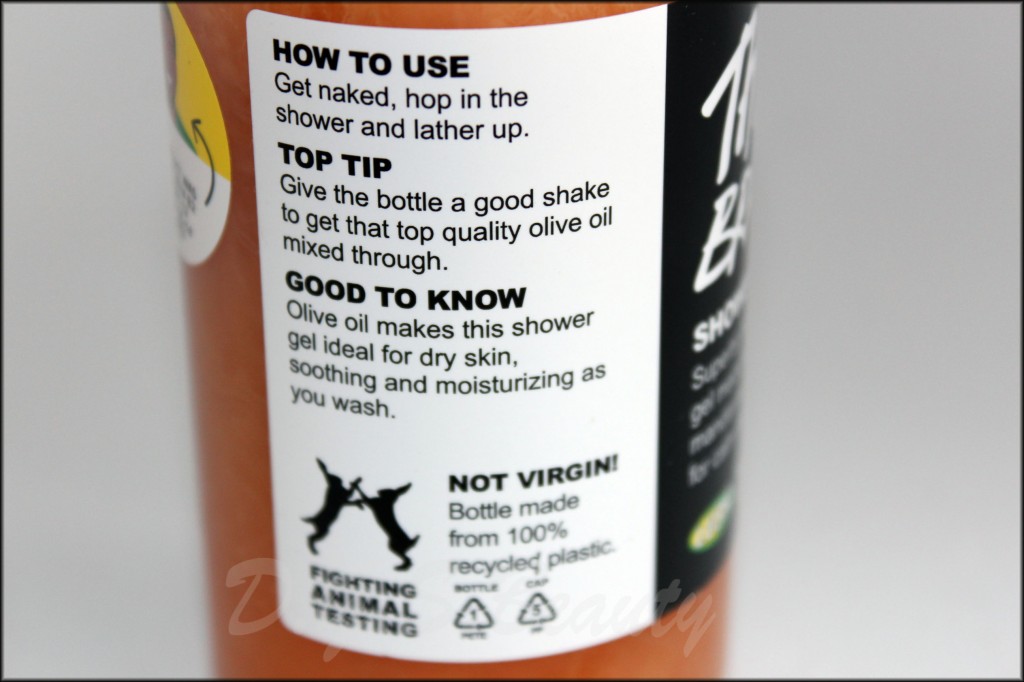 HOW TO USE
Get naked, hop in the
shower and lather up.
TOP TIP
Give the bottle a good shake
to get that top quality olive oil
mixed through.
GOOD TO KNOW
Olive oil makes this shower
gel ideal for dry skin,
soothing and moisturizing as
you wash.
NOT VIRGIN!
Bottle made
from 100%
recycled plastic.
FIGHTING
ANIMAL
TESTING
BOTTLE CAP
1 5
PETE
Beauty